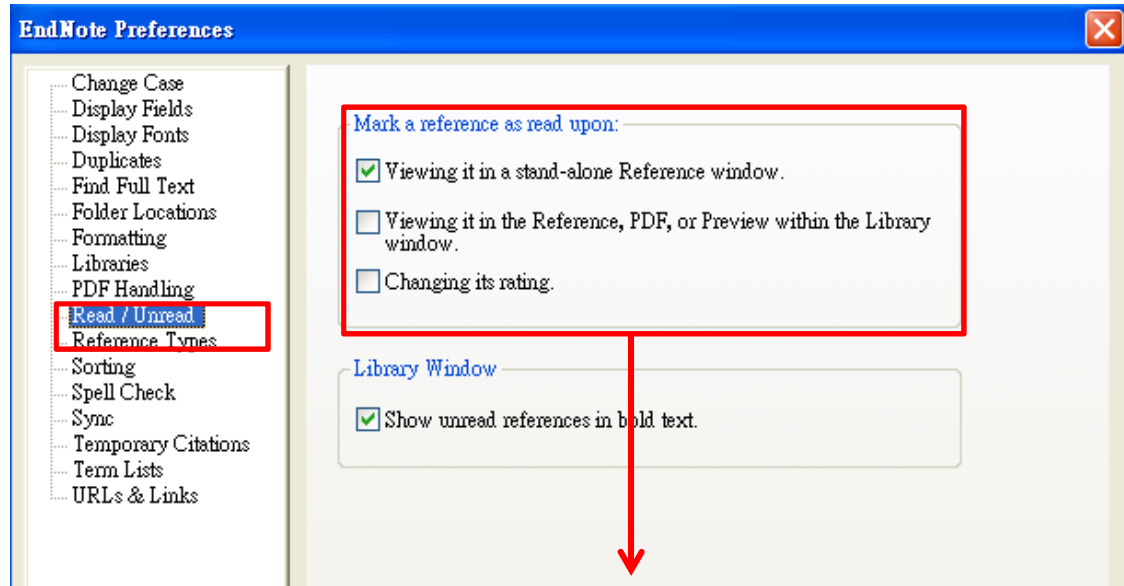 EndNote Preferences
Change Case
Display Fields
Display Fonts
Duplicates
Find Full Text
Folder Locations
Formatting
Libraries
PDF Handling
Read / Unread
Reference Types
Sorting
Spell Check
Sync
Temporary Citations
Term Lists
URLs & Links
Mark a reference as read upon:
Viewing it in a stand-alone Reference window.
Viewing it in the Reference, PDF, or Preview within the Library
window.
Changing its rating.
Library Window
Show unread references in bold text.